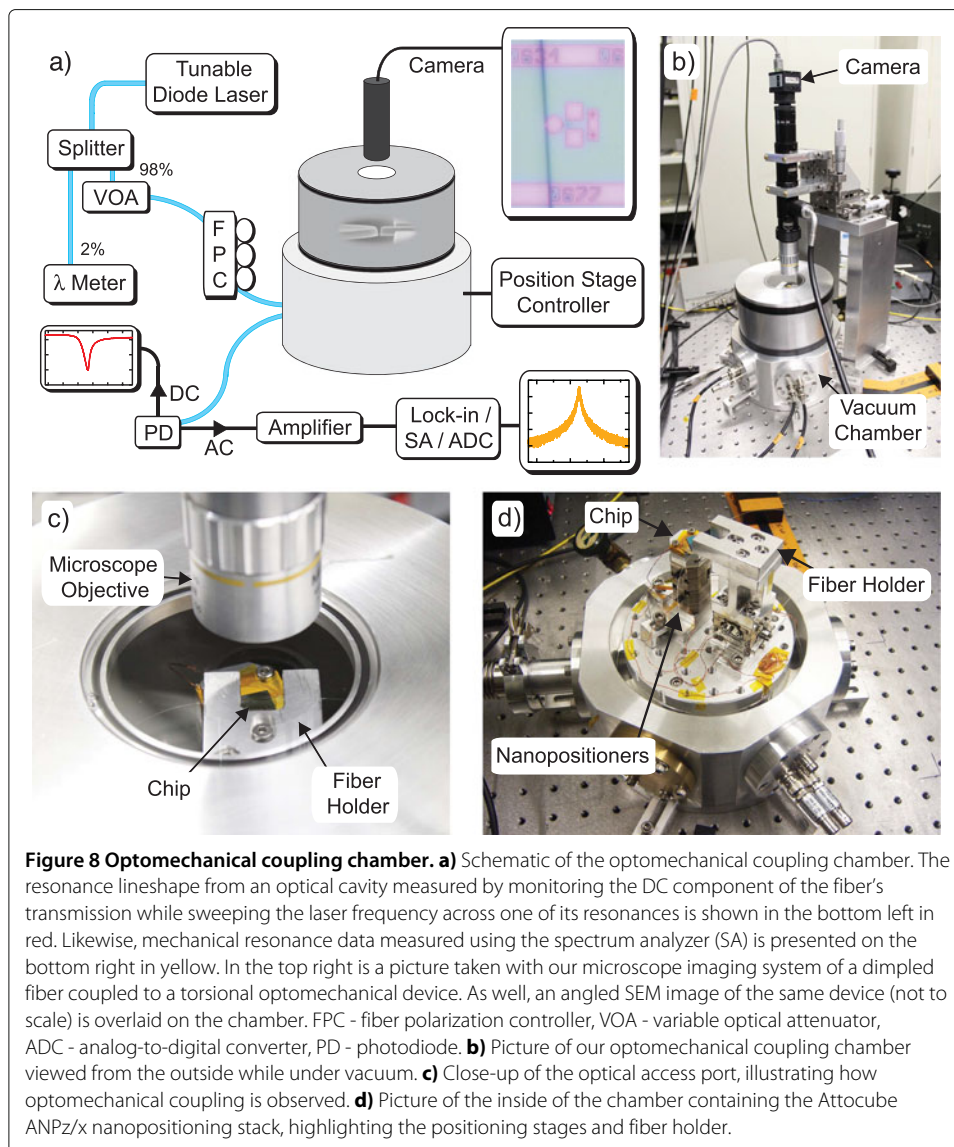 a)
Tunable
Diode Laser
Camera
Splitter
98%
VOA
2%
F
P
C
λ Meter
Position Stage
Controller
DC
PD
AC
Amplifier
Lock-in /
SA / ADC
b)
Camera
Vacuum
Chamber
c)
Microscope
Objective
Chip
Fiber
Holder
d)
Chip
Fiber Holder
Nanopositioners
Figure 8 Optomechanical coupling chamber. a) Schematic of the optomechanical coupling chamber. The
resonance lineshape from an optical cavity measured by monitoring the DC component of the fiber's
transmission while sweeping the laser frequency across one of its resonances is shown in the bottom left in
red. Likewise, mechanical resonance data measured using the spectrum analyzer (SA) is presented on the
bottom right in yellow. In the top right is a picture taken with our microscope imaging system of a dimpled
fiber coupled to a torsional optomechanical device. As well, an angled SEM image of the same device (not to
scale) is overlaid on the chamber. FPC - fiber polarization controller, VOA - variable optical attenuator,
ADC - analog-to-digital converter, PD - photodiode. b) Picture of our optomechanical coupling chamber
viewed from the outside while under vacuum. c) Close-up of the optical access port, illustrating how
optomechanical coupling is observed. d) Picture of the inside of the chamber containing the Attocube
ANPz/x nanopositioning stack, highlighting the positioning stages and fiber holder.